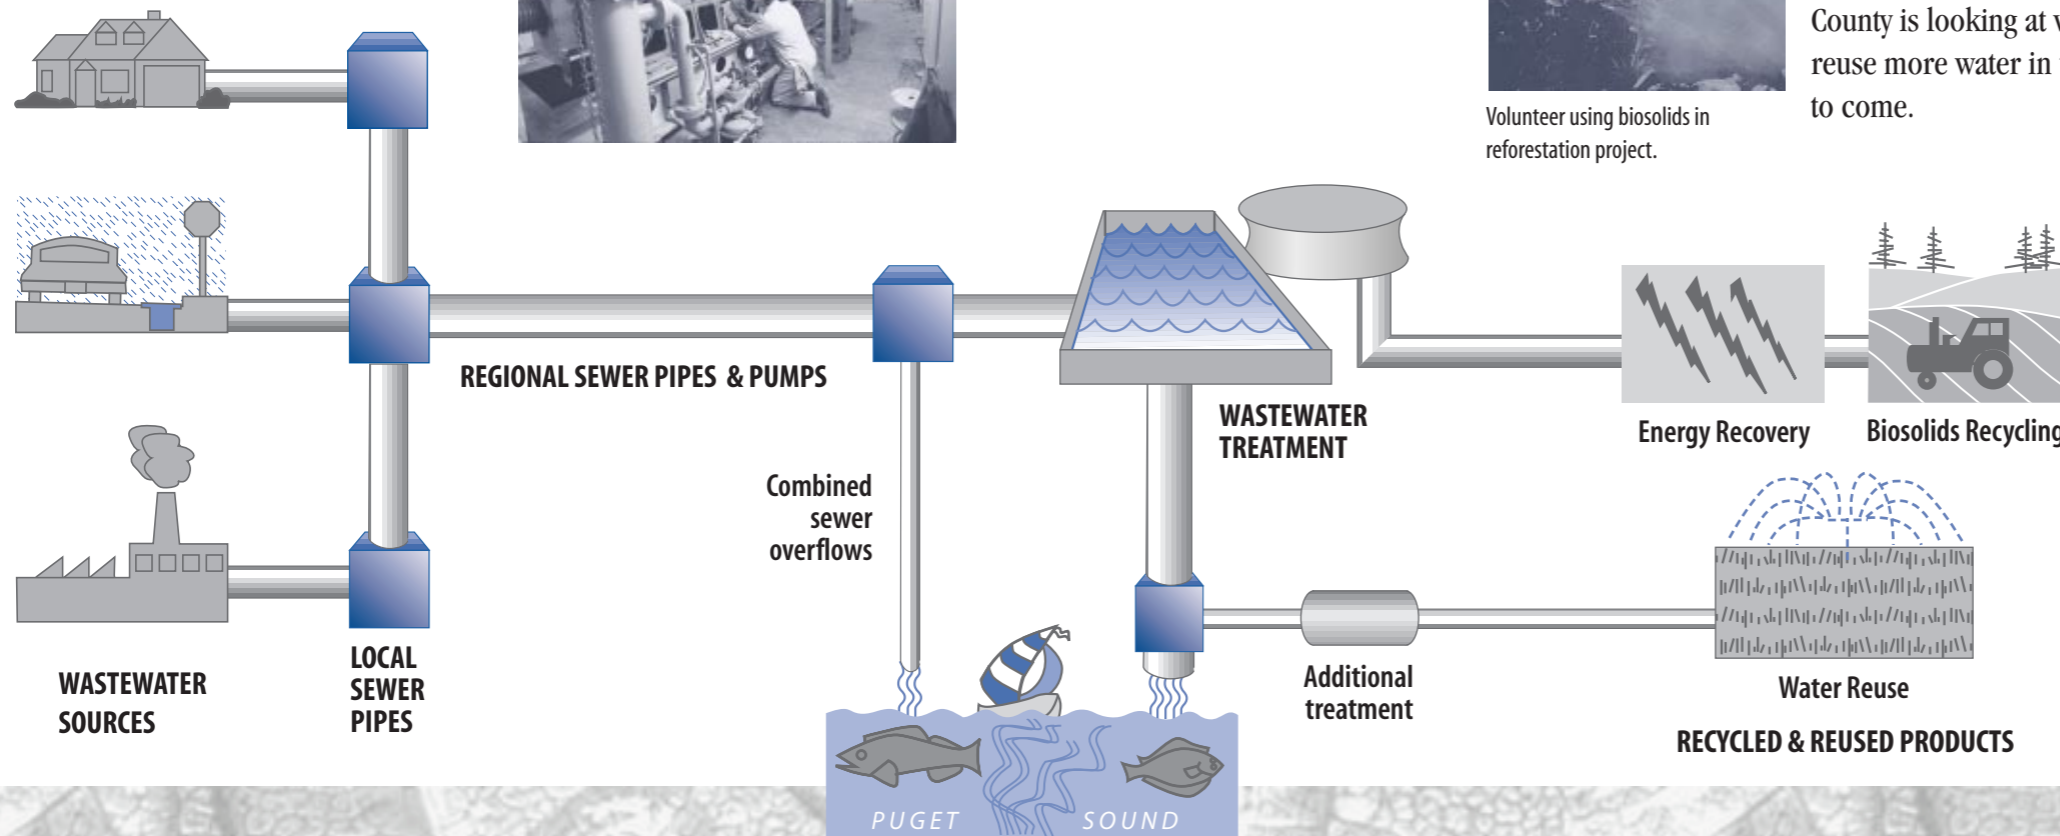 County is looking at
reuse more water in
to come.
Volunteer using biosolids in
reforestation project.
REGIONAL SEWER PIPES & PUMPS
WASTEWATER
TREATMENT
Energy Recovery
Biosolids Recycling
Combined
sewer
overflows
WASTEWATER
SOURCES
LOCAL
SEWER
PIPES
Additional
treatment
Water Reuse
RECYCLED & REUSED PRODUCTS
PUGET SOUND